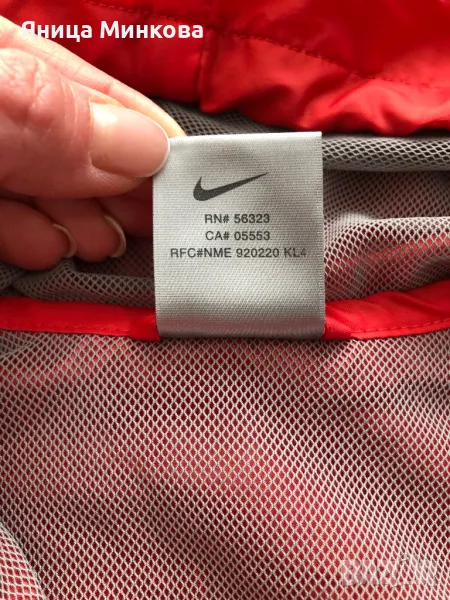 Яница Минкова
RN# 56323
CA# 05553
RFC#NME 920220 KL4